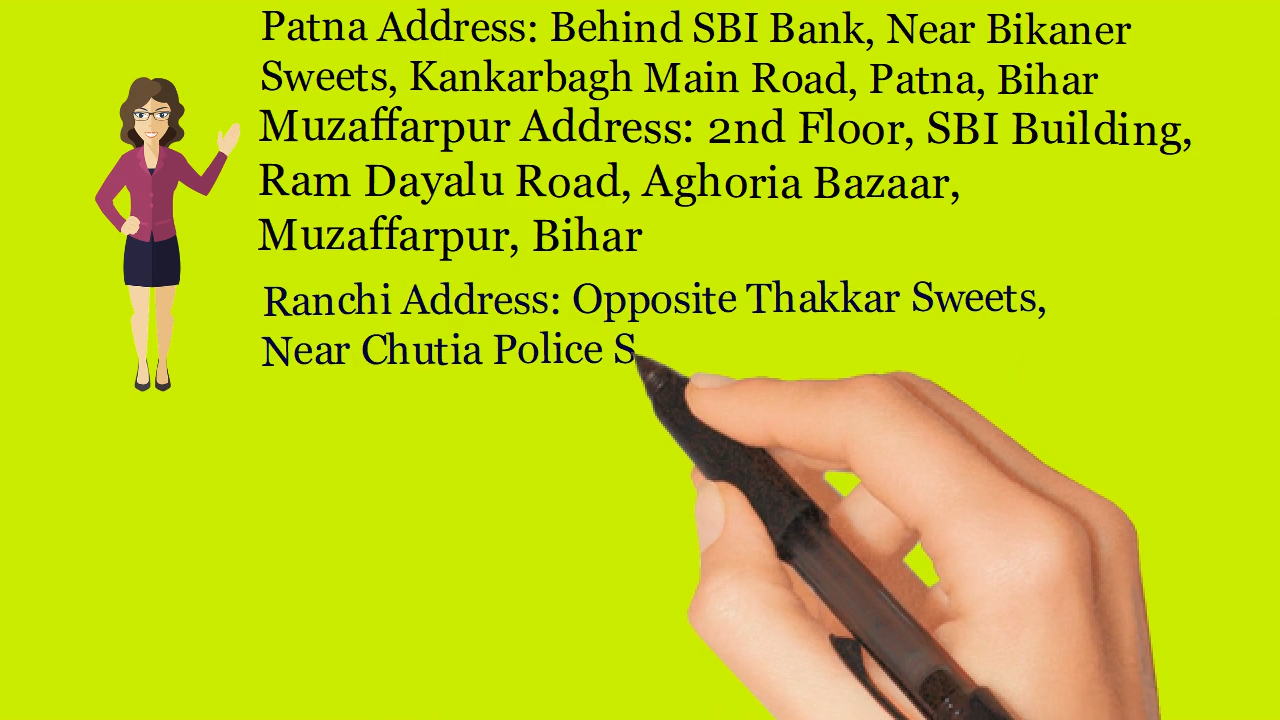 Patna Address: Behind SBI Bank, Near Bikaner
Sweets, Kankarbagh Main Road, Patna, Bihar
Muzaffarpur Address: 2nd Floor, SBI Building,
Ram Dayalu Road, Aghoria Bazaar,
Muzaffarpur, Bihar
Ranchi Address: Opposite Thakkar Sweets,
Near Chutia Police S